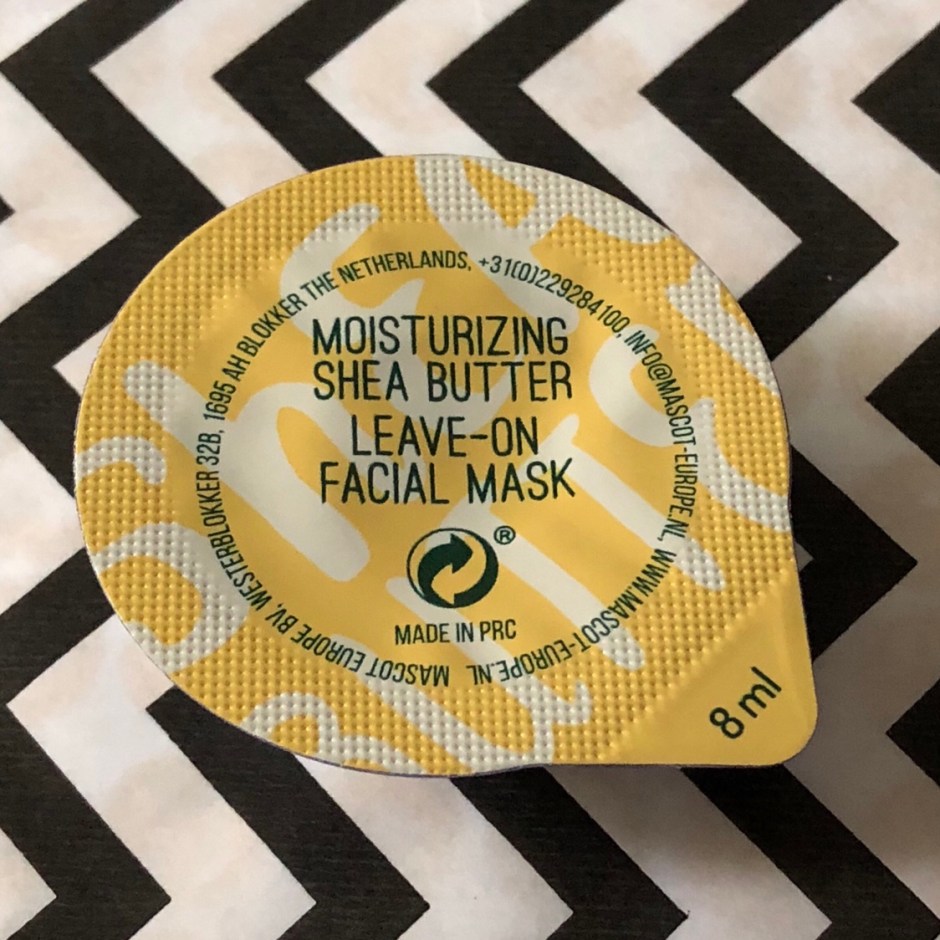 MOISTURIZING
SHEA BUTTER
LEAVE-ON
FACIAL MASK
®
MADE IN PRC
MASCOT EUROPE BV, WESTERBLOKKER 32B, 1695 AH BLOKKER THE NETHERLANDS, +31(0)229284100, INFO@MASCOT-EUROPE.NL, WWW.MASCOT-EUROPE.NL
8 ml